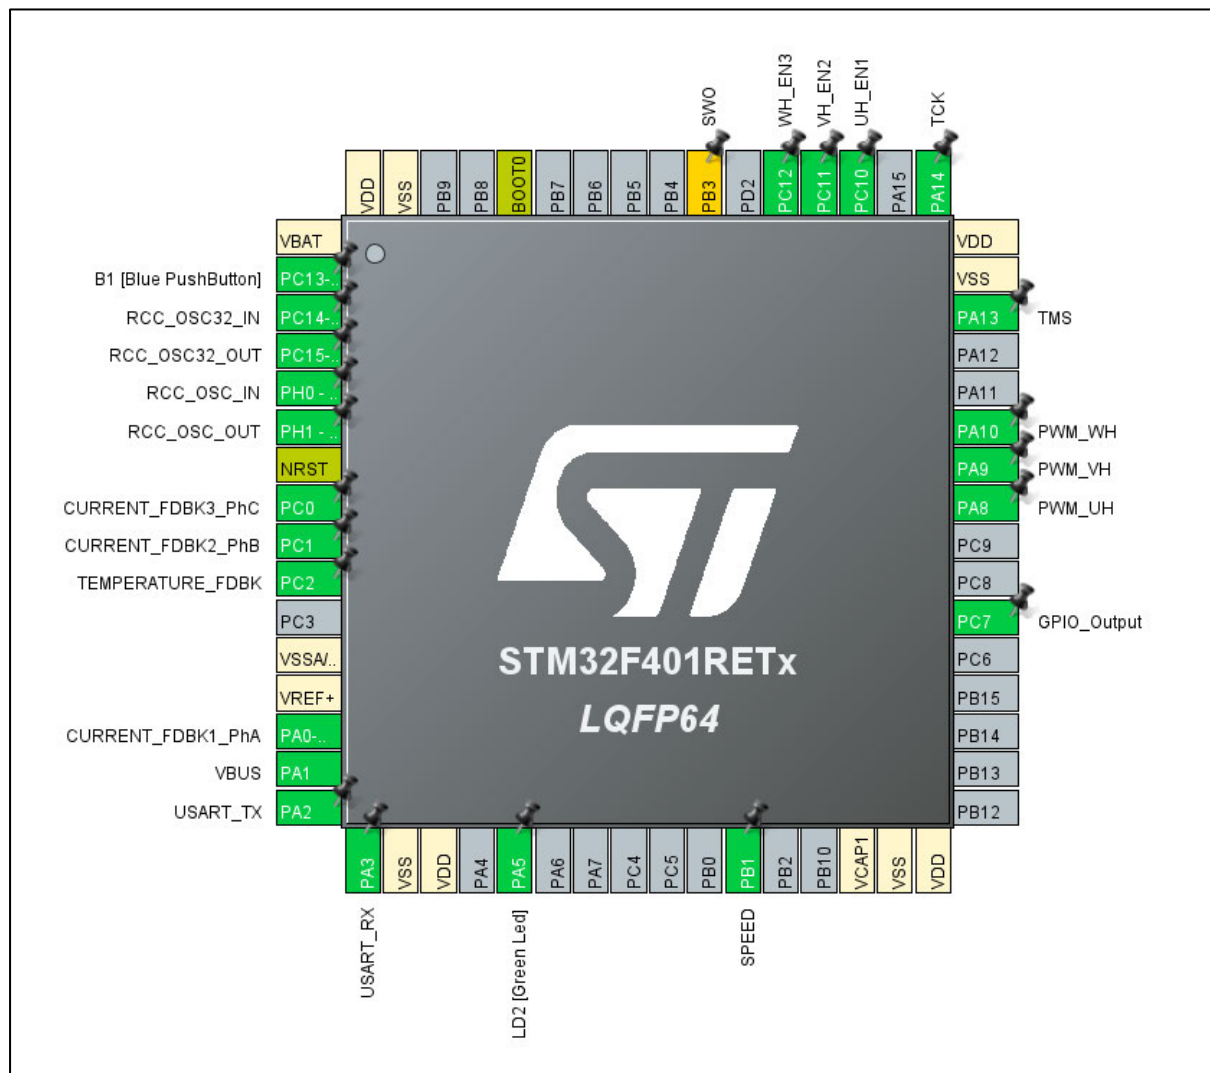 SWO
WH_EN3
VH_EN2
UH_EN1
TCK
VDD
VSS
PB9
PB8
BOOT0
PB7
PB6
PB5
PB4
PB3
PD2
PC12
PC11
PC10
PA15
PA14
VBAT
B1 [Blue PushButton] PC13-..
RCC_OSC32_IN PC14-..
RCC_OSC32_OUT PC15-..
RCC_OSC_IN PH0 - ..
RCC_OSC_OUT PH1 - ..
NRST
CURRENT_FDBK3_PhC PC0
CURRENT_FDBK2_PhB PC1
TEMPERATURE_FDBK PC2
PC3
VSSA/..
VREF+
CURRENT_FDBK1_PhA PA0-..
VBUS PA1
USART_TX PA2
ST
STM32F401RETx
LQFP64
VDD
VSS
PA13 TMS
PA12
PA11
PA10 PWM_WH
PA9 PWM_VH
PA8 PWM_UH
PC9
PC8
PC7 GPIO_Output
PC6
PB15
PB14
PB13
PB12
PA3
VSS
VDD
PA4
PA5
PA6
PA7
PC4
PC5
PB0
PB1
PB2
PB10
VCAP1
VSS
VDD
USART_RX
LD2 [Green Led]
SPEED